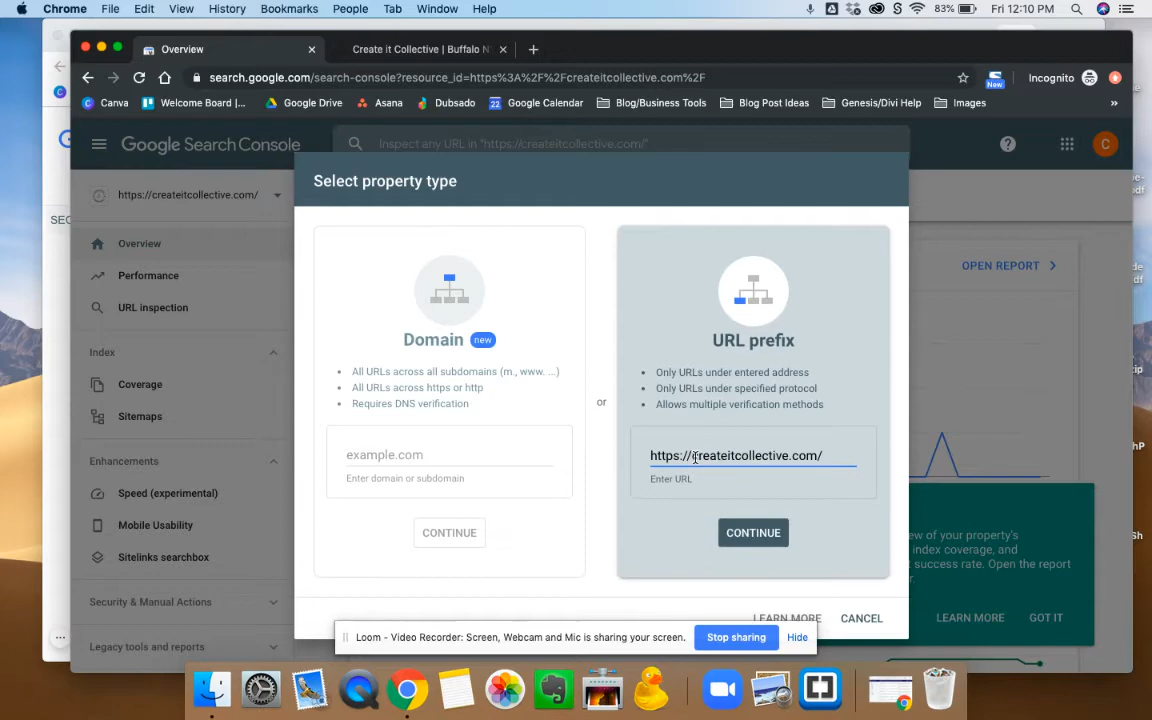 Chrome File Edit View History Bookmarks People Tab Window Help 83% Fri 12:10 PM
Overview × Create it Collective | Buffalo N × +
search.google.com/search-console?resource_id=https%3A%2F%2Fcreateitcollective.com%2F New Incognito
Canva Welcome Board |... Google Drive Asana Dubsado 22 Google Calendar Blog/Business Tools Blog Post Ideas Genesis/Divi Help Images »
Google Search Console Inspect any URL in "https://createitcollective.com/" C
Select property type
https://createitcollective.com/
SEC
Overview
Performance
URL inspection
Index
Coverage
Sitemaps
Enhancements
Speed (experimental)
Mobile Usability
Sitelinks searchbox
Security & Manual Actions
Legacy tools and reports
Domain new
All URLs across all subdomains (m., www. ...)
All URLs across https or http
Requires DNS verification
example.com
Enter domain or subdomain
CONTINUE
or
URL prefix
Only URLs under entered address
Only URLs under specified protocol
Allows multiple verification methods
https://createitcollective.com/
Enter URL
CONTINUE
LEARN MORE CANCEL
OPEN REPORT
ew of your property's
index coverage, and
t success rate. Open the report
r.
LEARN MORE GOT IT
Loom - Video Recorder: Screen, Webcam and Mic is sharing your screen. Stop sharing Hide